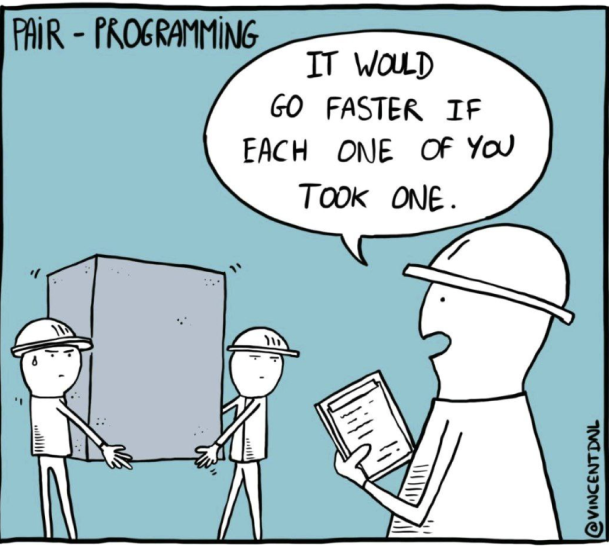 PAiR - PROGRAMMiNG
IT WOULD
GO FASTER IF
EACH ONE OF YOU
TOOK ONE.
@VINCENTDNL